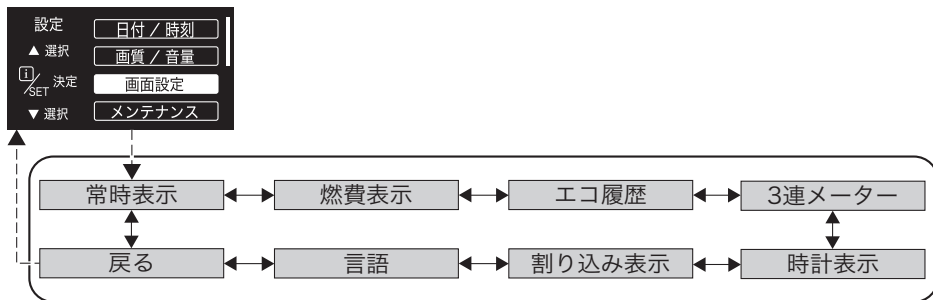 設定
日付 / 時刻
▲ 選択
画質 / 音量
i/SET 決定
画面設定
▼ 選択
メンテナンス
常時表示
燃費表示
エコ履歴
3連メーター
戻る
言語
割り込み表示
時計表示